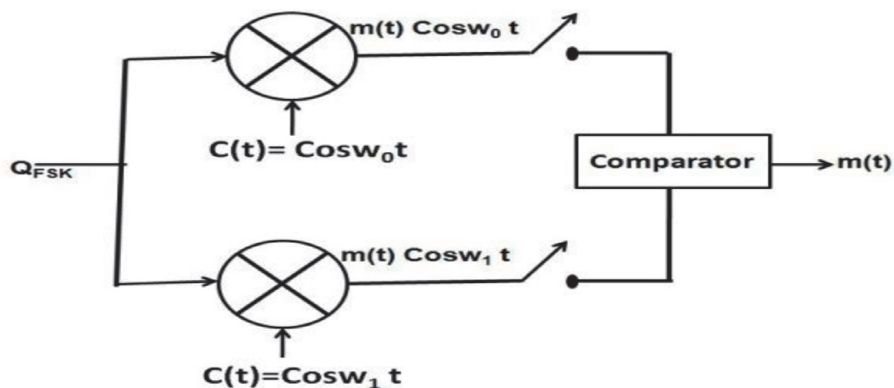 m(t) Cosw₀ t
C(t)= Cosw₀t
Q_FSK
Comparator
m(t)
m(t) Cosw₁ t
C(t)=Cosw₁ t